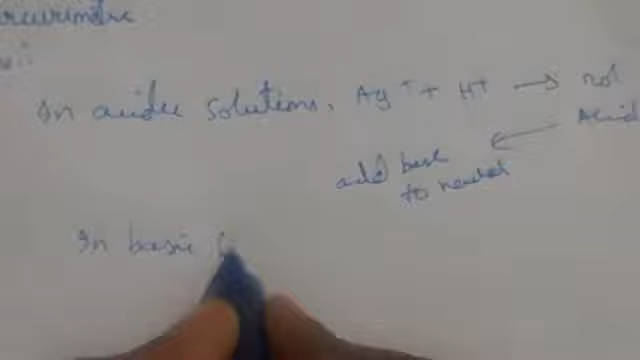 In acidic solutions, Ag⁺ + H⁺ → not
Acid
add base
to neutral
In basic